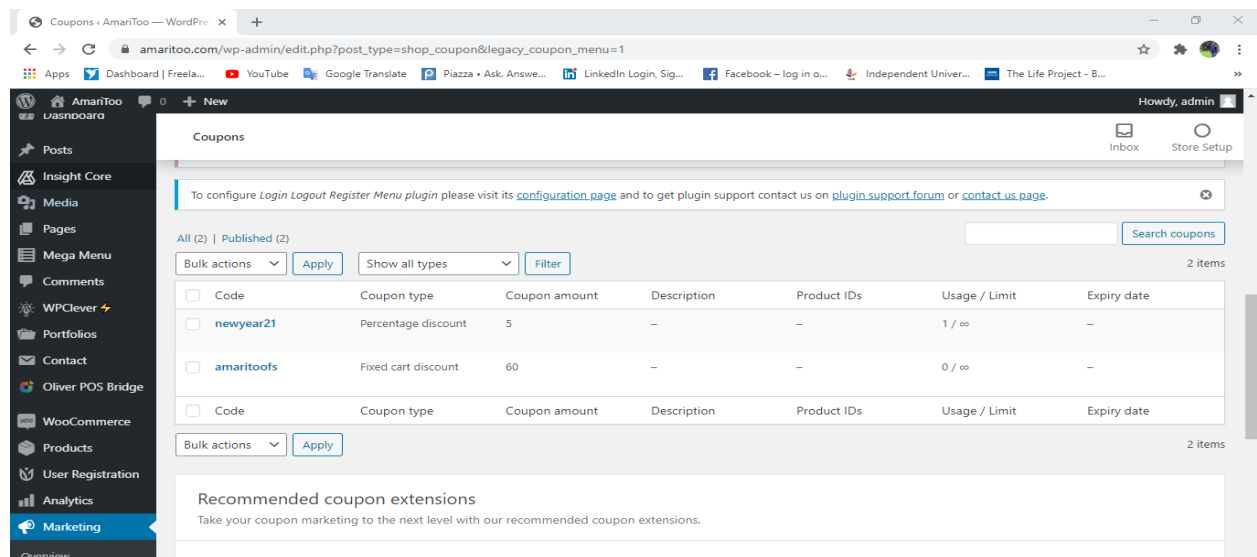 Coupons ‹ AmariToo — WordPre
amaritoo.com/wp-admin/edit.php?post_type=shop_coupon&legacy_coupon_menu=1
Apps Dashboard | Freela... YouTube Google Translate Piazza • Ask. Answe... LinkedIn Login, Sig... Facebook – log in o... Independent Univer... The Life Project - B... »
AmariToo 0 + New Howdy, admin
Dashboard
Posts
Insight Core
Media
Pages
Mega Menu
Comments
WPClever⚡
Portfolios
Contact
Oliver POS Bridge
WooCommerce
Products
User Registration
Analytics
Marketing
Overview
Coupons
Inbox Store Setup
To configure Login Logout Register Menu plugin please visit its configuration page and to get plugin support contact us on plugin support forum or contact us page.
Search coupons
All (2) | Published (2)
Bulk actions Apply Show all types Filter 2 items
Code Coupon type Coupon amount Description Product IDs Usage / Limit Expiry date
newyear21 Percentage discount 5 – – 1 / ∞ –
amaritoofs Fixed cart discount 60 – – 0 / ∞ –
Code Coupon type Coupon amount Description Product IDs Usage / Limit Expiry date
Bulk actions Apply 2 items
Recommended coupon extensions
Take your coupon marketing to the next level with our recommended coupon extensions.